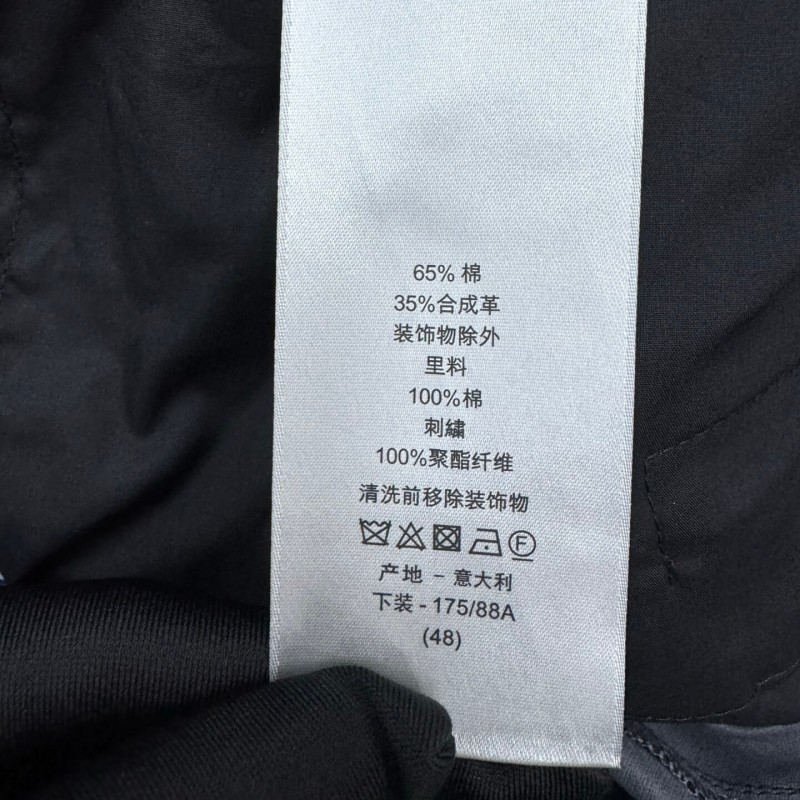 65% 棉
35%合成革
装饰物除外
里料
100%棉
刺繡
100%聚酯纤维
清洗前移除装饰物
F
产地 - 意大利
下装 - 175/88A
(48)